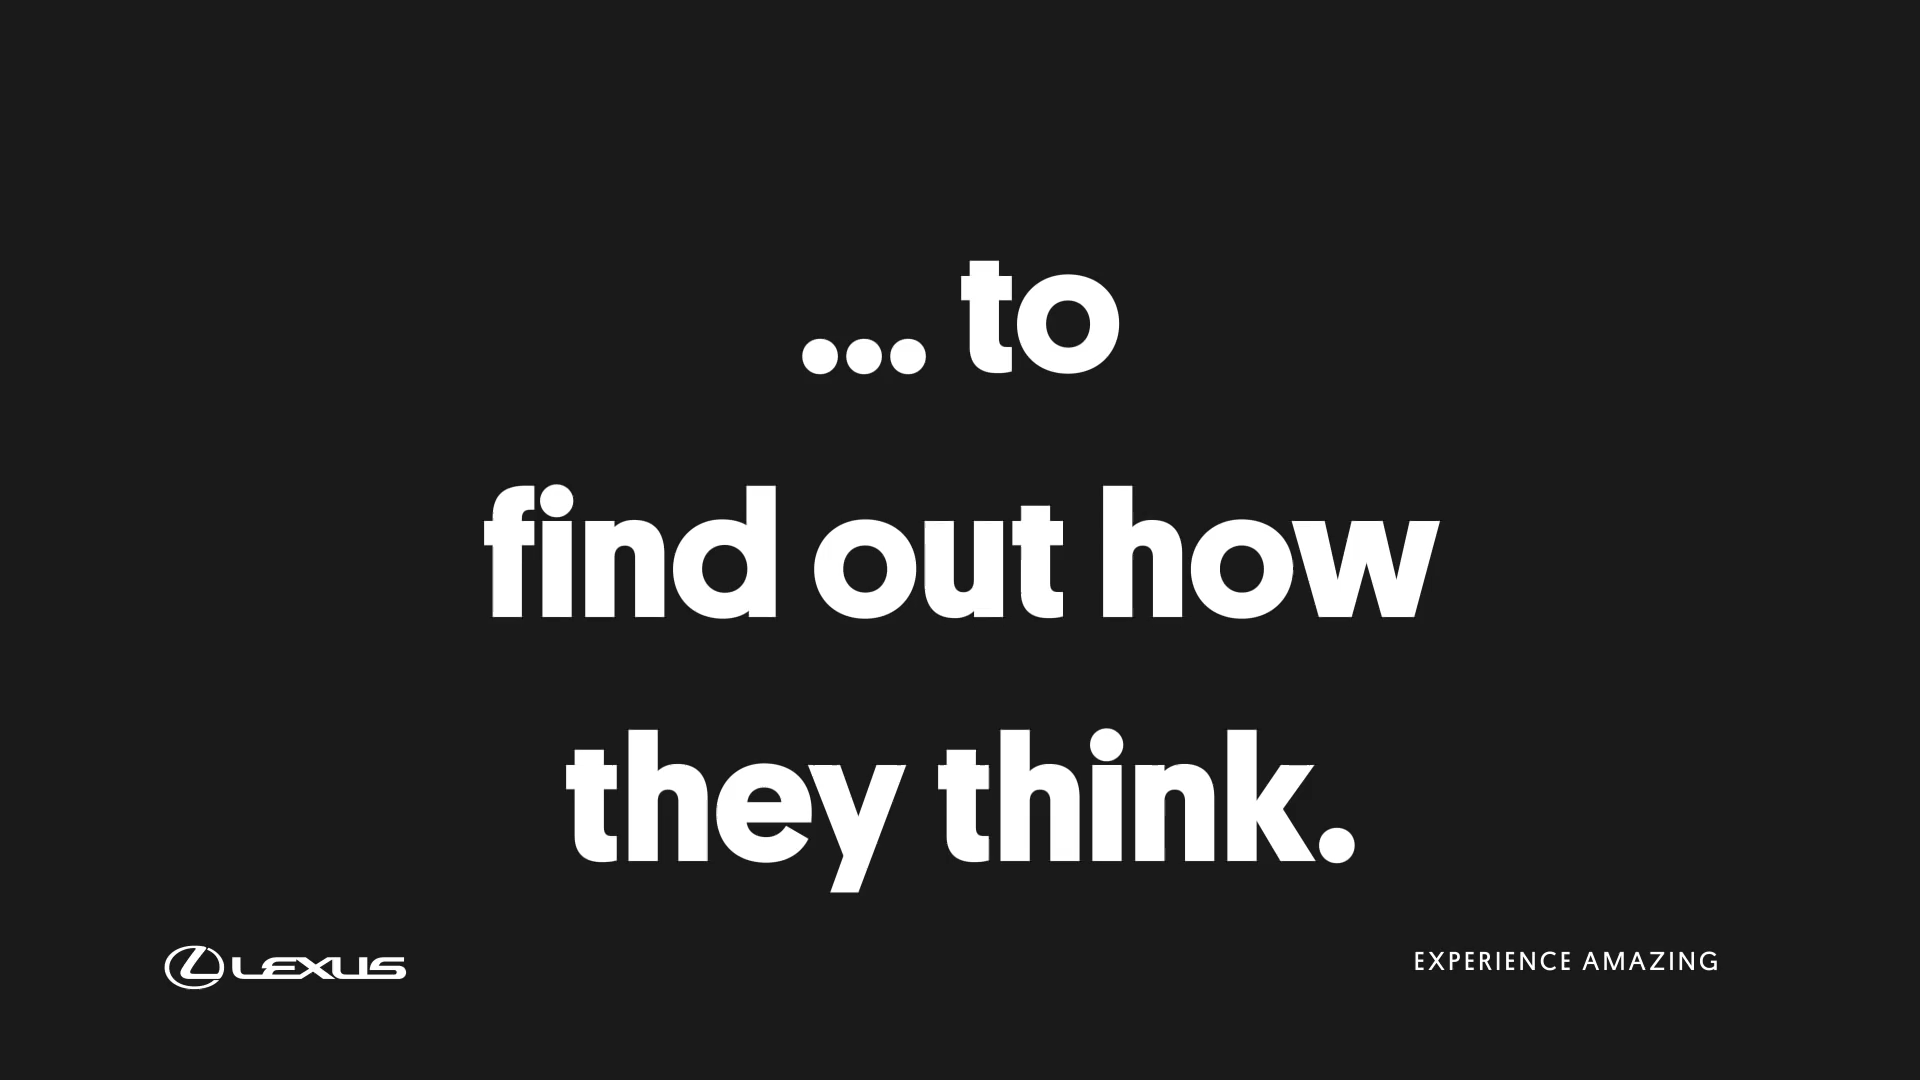 ... to
find out how
they think.
LEXUS
EXPERIENCE AMAZING